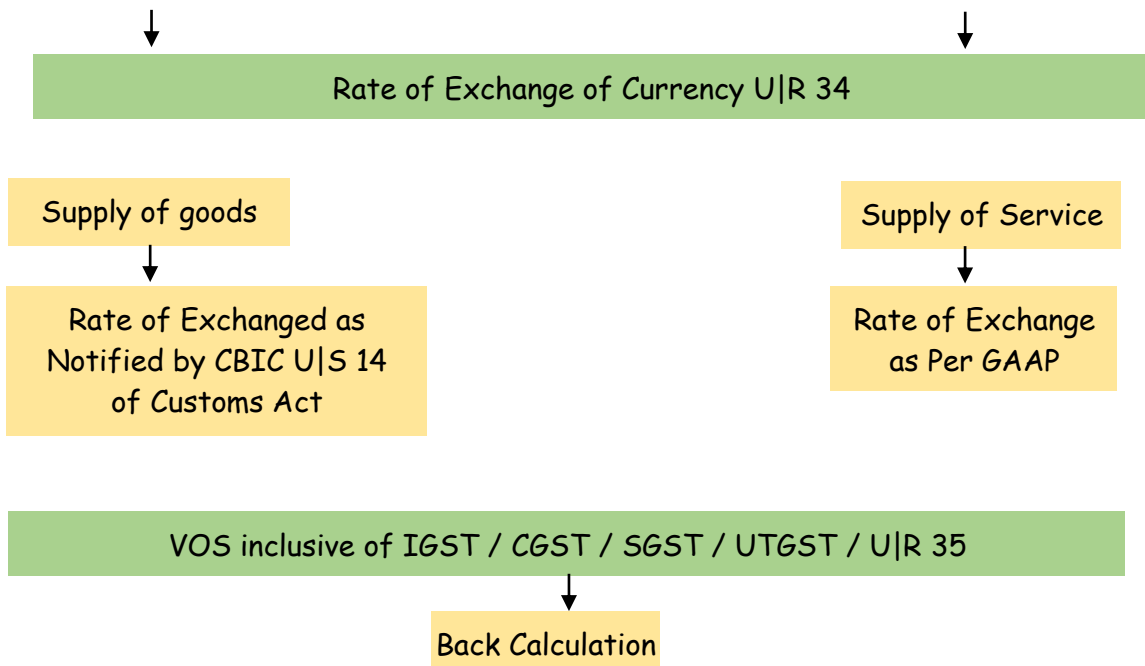 Rate of Exchange of Currency U|R 34
Supply of goods
Supply of Service
Rate of Exchanged as
Notified by CBIC U|S 14
of Customs Act
Rate of Exchange
as Per GAAP
VOS inclusive of IGST / CGST / SGST / UTGST / U|R 35
Back Calculation